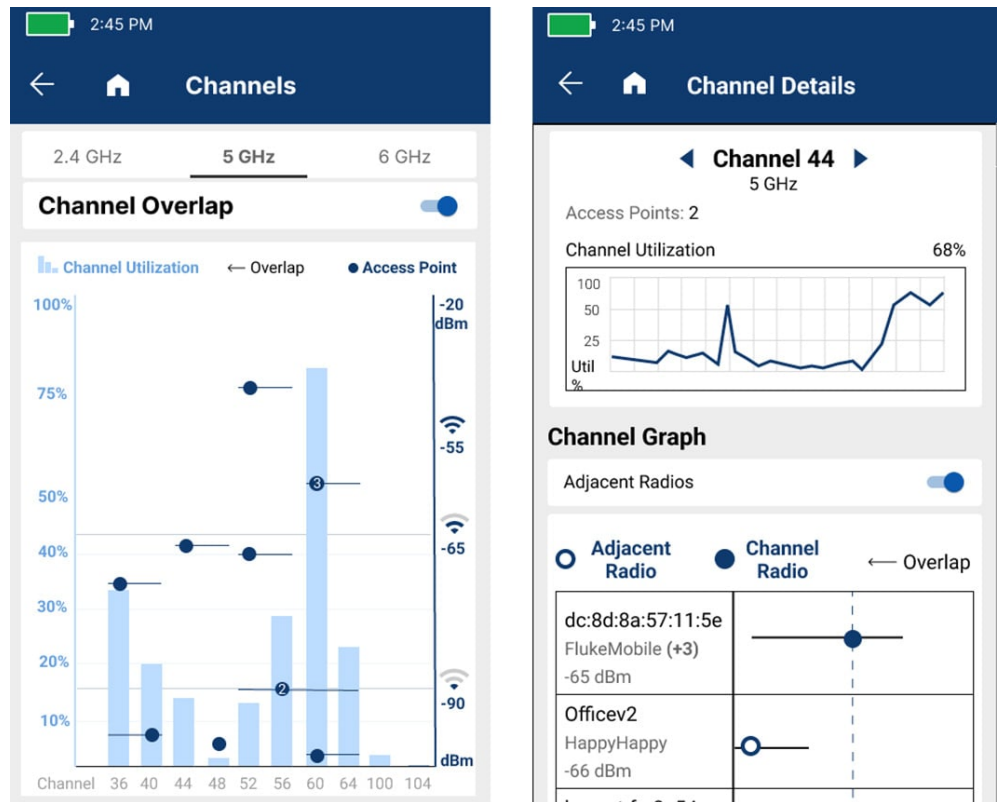 2:45 PM
Channels
2.4 GHz 5 GHz 6 GHz
Channel Overlap
Channel Utilization ← Overlap Access Point
100%
75%
50%
40%
30%
20%
10%
-20
dBm
-55
-65
-90
dBm
3
2
Channel 36 40 44 48 52 56 60 64 100 104
2:45 PM
Channel Details
Channel 44
5 GHz
Access Points: 2
Channel Utilization 68%
100
50
25
Util
%
Channel Graph
Adjacent Radios
Adjacent
Radio
Channel
Radio
← Overlap
dc:8d:8a:57:11:5e
FlukeMobile (+3)
-65 dBm
Officev2
HappyHappy
-66 dBm